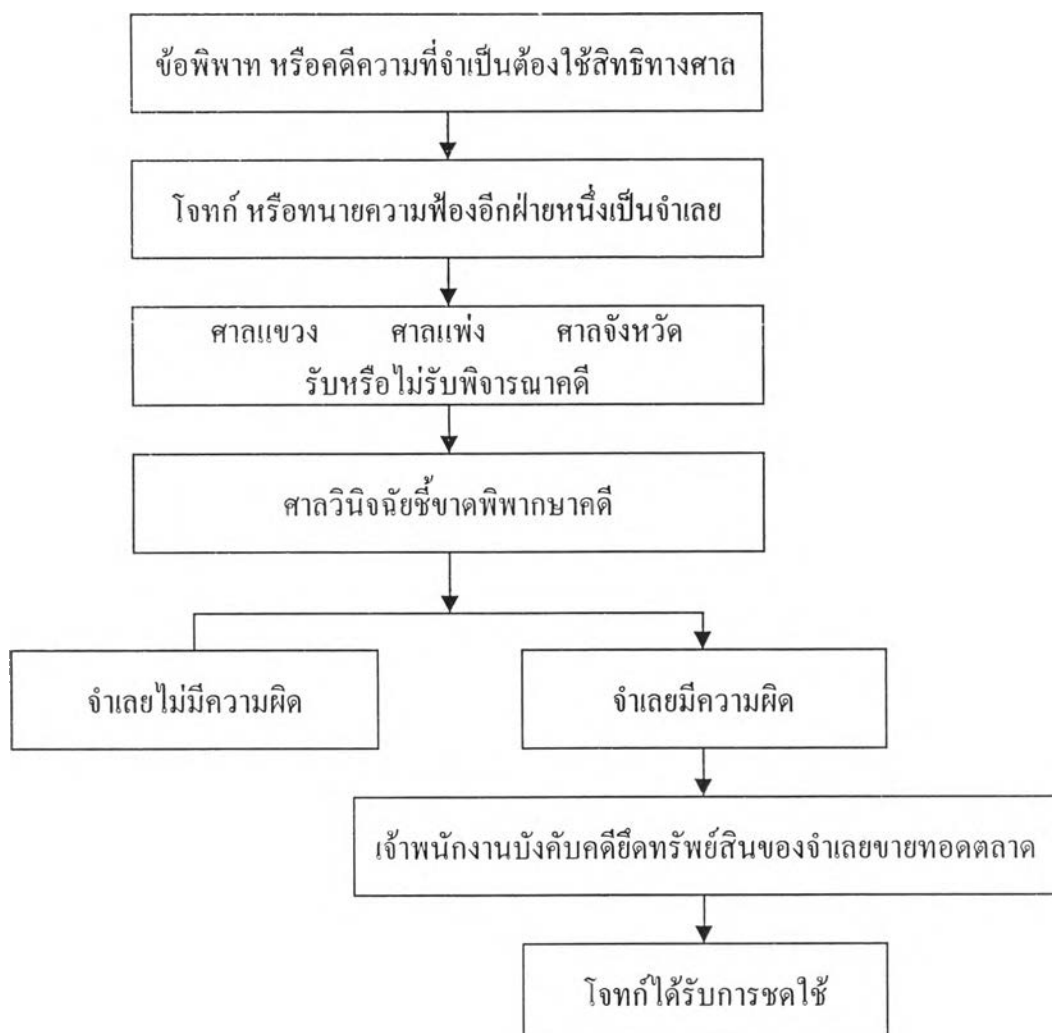 ข้อพิพาท หรือคดีความที่จำเป็นต้องใช้สิทธิทางศาล
โจทก์ หรือทนายความฟ้องอีกฝ่ายหนึ่งเป็นจำเลย
ศาลแขวง ศาลแพ่ง ศาลจังหวัด
รับหรือไม่รับพิจารณาคดี
ศาลวินิจฉัยชี้ขาดพิพากษาคดี
จำเลยไม่มีความผิด
จำเลยมีความผิด
เจ้าพนักงานบังคับคดียึดทรัพย์สินของจำเลยขายทอดตลาด
โจทก์ได้รับการชดใช้